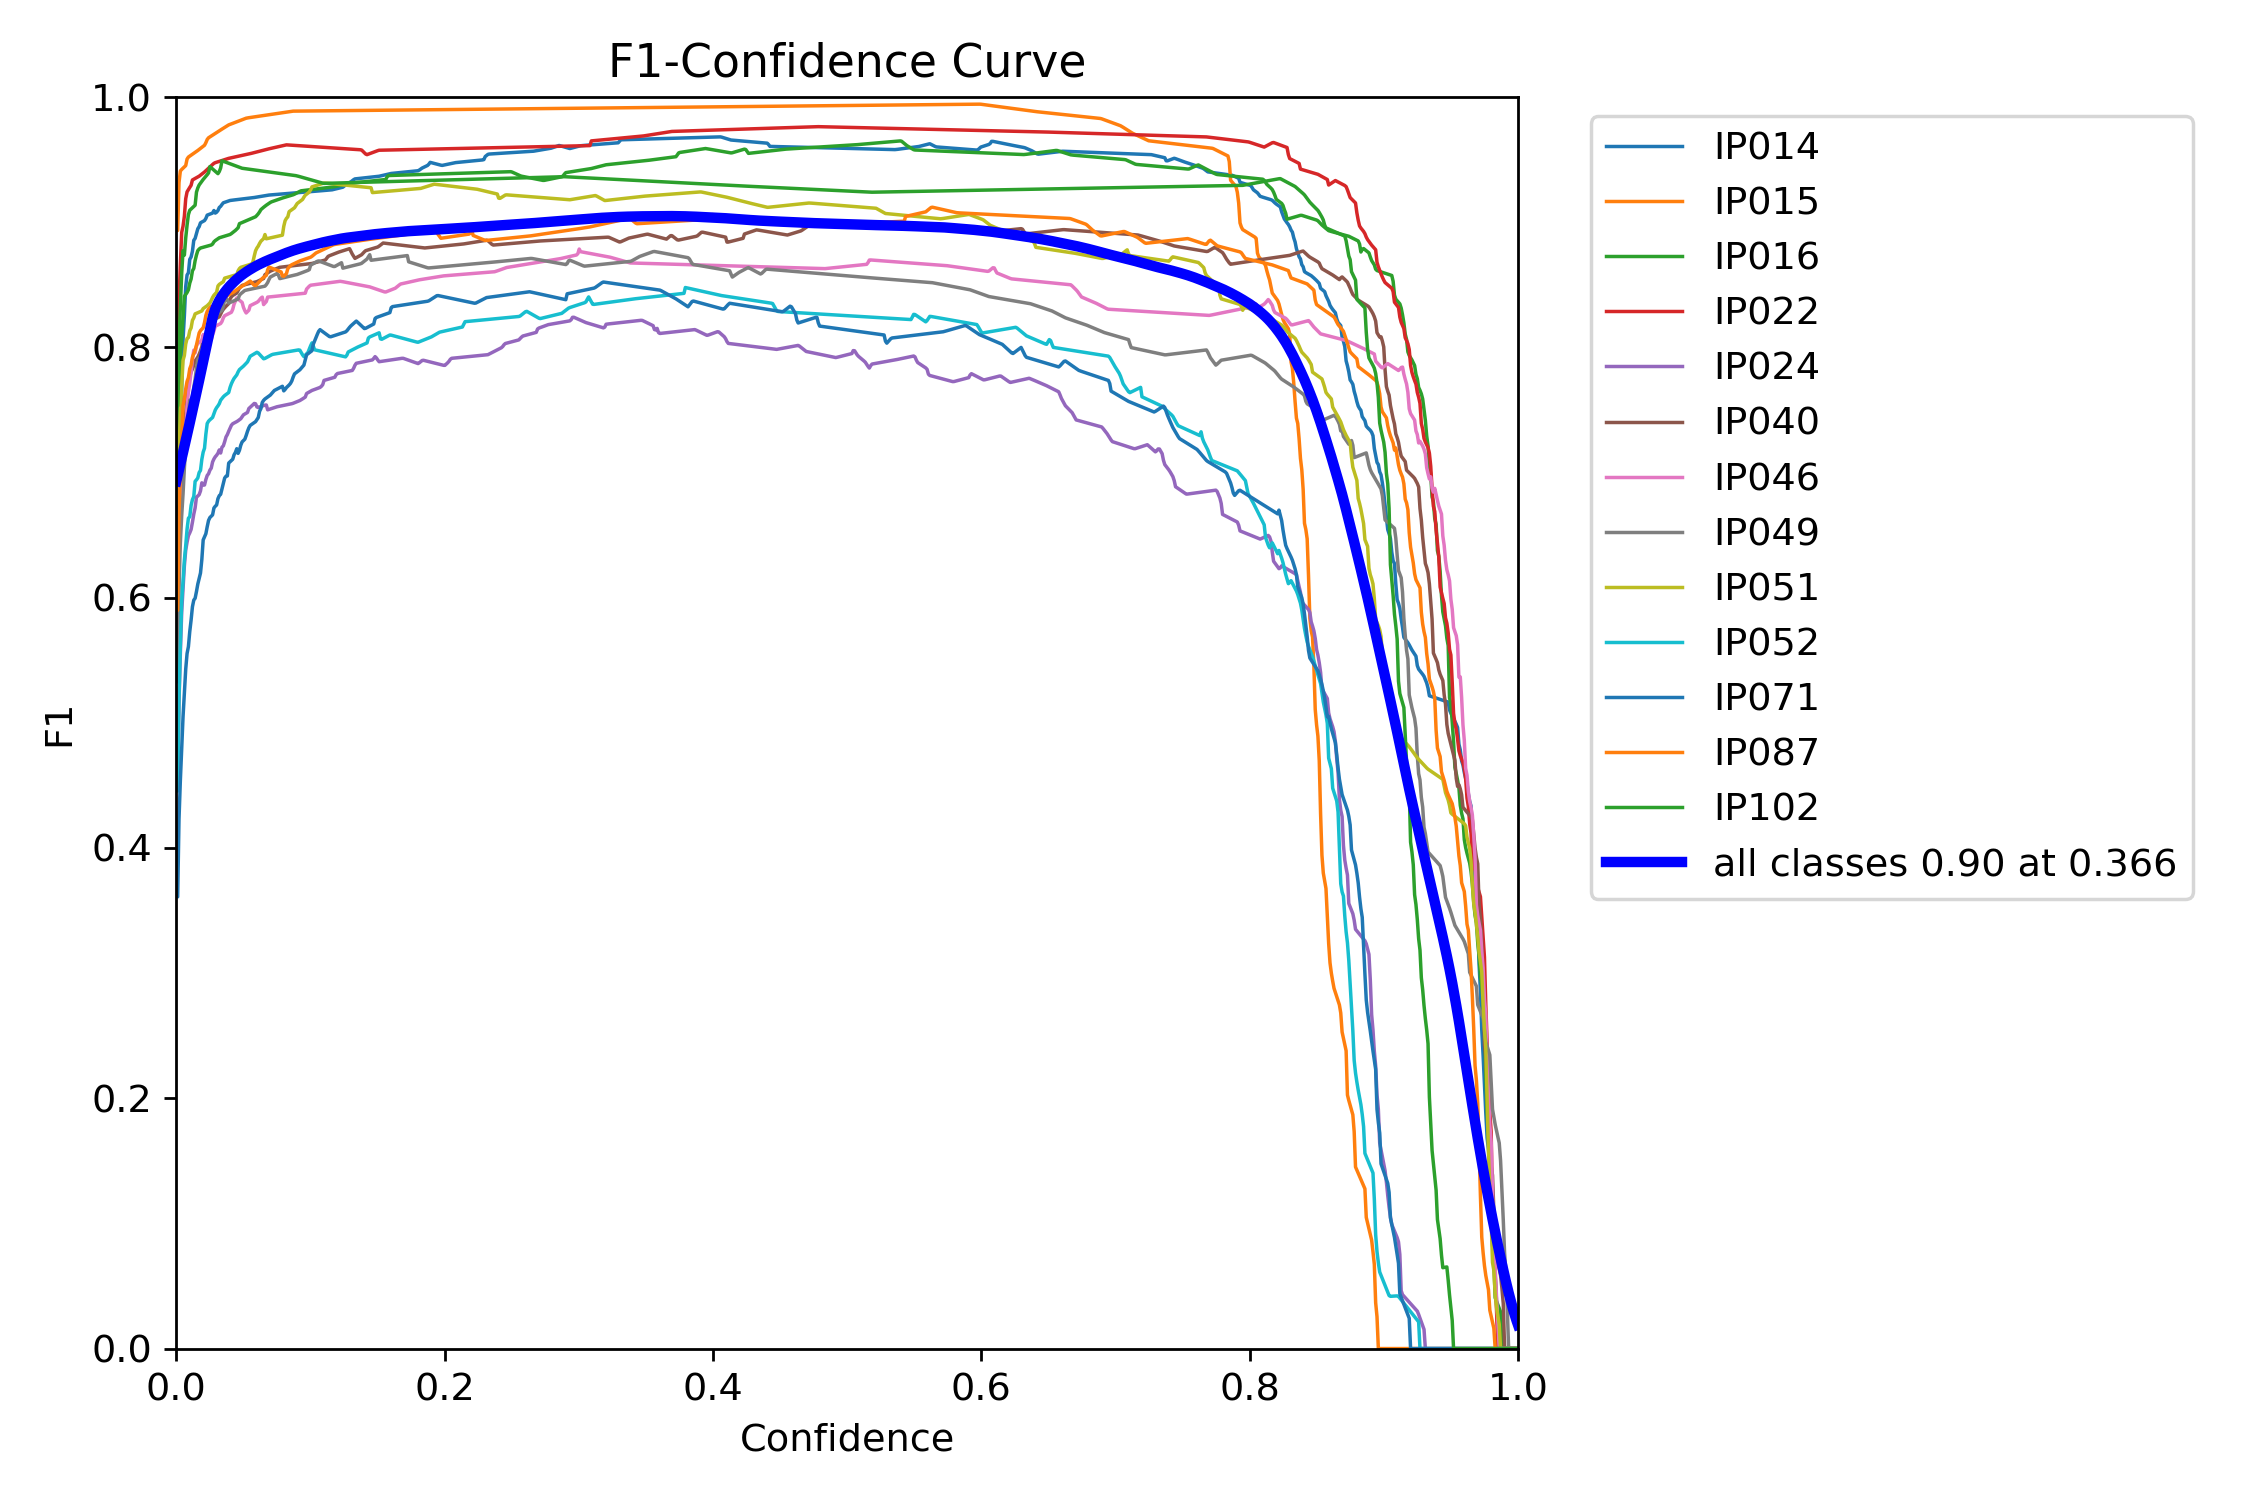 F1-Confidence Curve
1.0
0.8
0.6
0.4
0.2
0.0
F1
0.0 0.2 0.4 0.6 0.8 1.0
Confidence
IP014
IP015
IP016
IP022
IP024
IP040
IP046
IP049
IP051
IP052
IP071
IP087
IP102
all classes 0.90 at 0.366